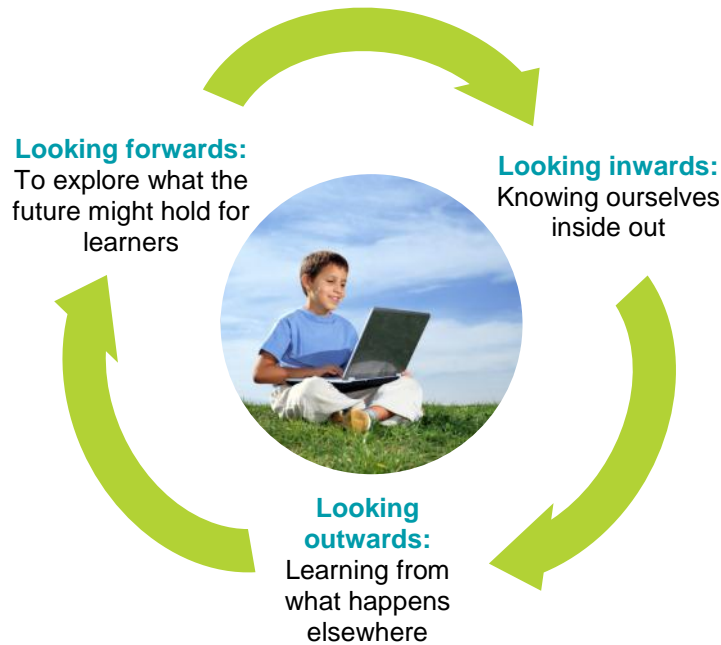 Looking forwards:
To explore what the
future might hold for
learners
Looking inwards:
Knowing ourselves
inside out
Looking
outwards:
Learning from
what happens
elsewhere